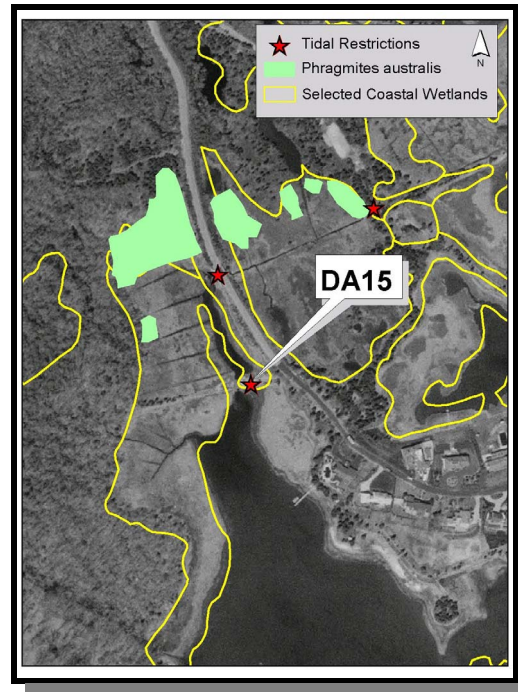 Tidal Restrictions
Phragmites australis
Selected Coastal Wetlands
N
DA15